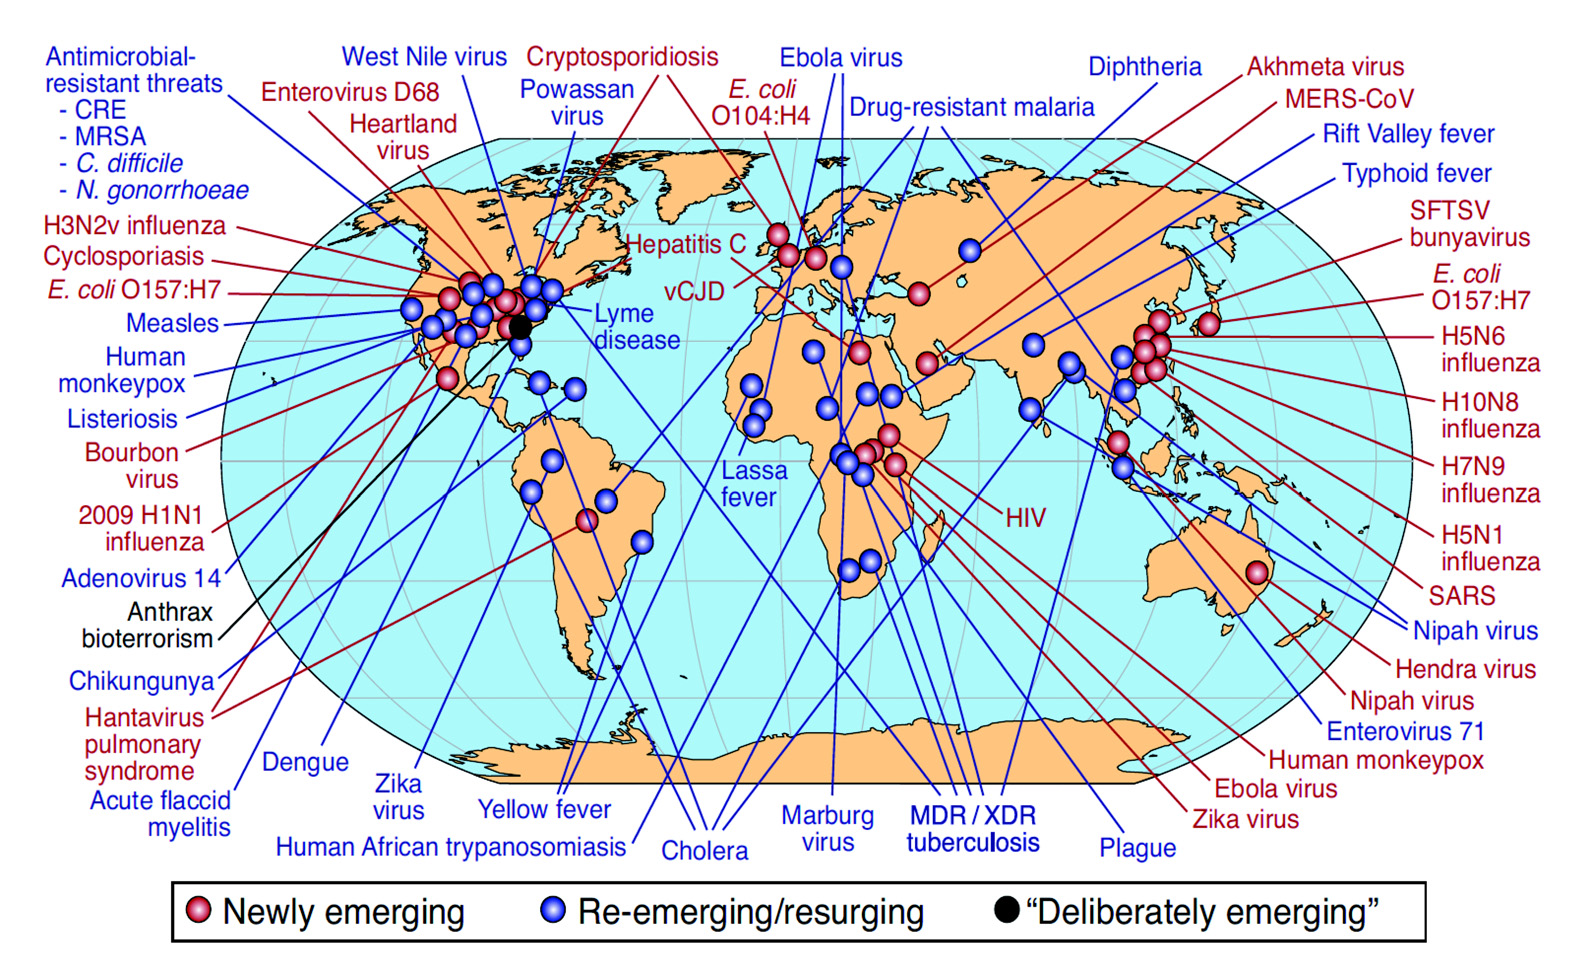 Antimicrobial-
resistant threats
- CRE
- MRSA
- C. difficile
- N. gonorrhoeae
H3N2v influenza
Cyclosporiasis
E. coli O157:H7
Measles
Human
monkeypox
Listeriosis
Bourbon
virus
2009 H1N1
influenza
Adenovirus 14
Anthrax
bioterrorism
Chikungunya
Hantavirus
pulmonary
syndrome
Acute flaccid
myelitis
West Nile virus
Enterovirus D68
Heartland
virus
Cryptosporidiosis
Powassan
virus
E. coli
O104:H4
Ebola virus
Drug-resistant malaria
Diphtheria
Akhmeta virus
MERS-CoV
Rift Valley fever
Typhoid fever
SFTSV
bunyavirus
E. coli
O157:H7
H5N6
influenza
H10N8
influenza
H7N9
influenza
H5N1
influenza
SARS
Nipah virus
Hendra virus
Nipah virus
Enterovirus 71
Human monkeypox
Ebola virus
Zika virus
Hepatitis C
vCJD
Lyme
disease
Lassa
fever
HIV
Dengue
Zika
virus
Yellow fever
Human African trypanosomiasis
Cholera
Marburg
virus
MDR / XDR
tuberculosis
Plague
Newly emerging
Re-emerging/resurging
“Deliberately emerging”